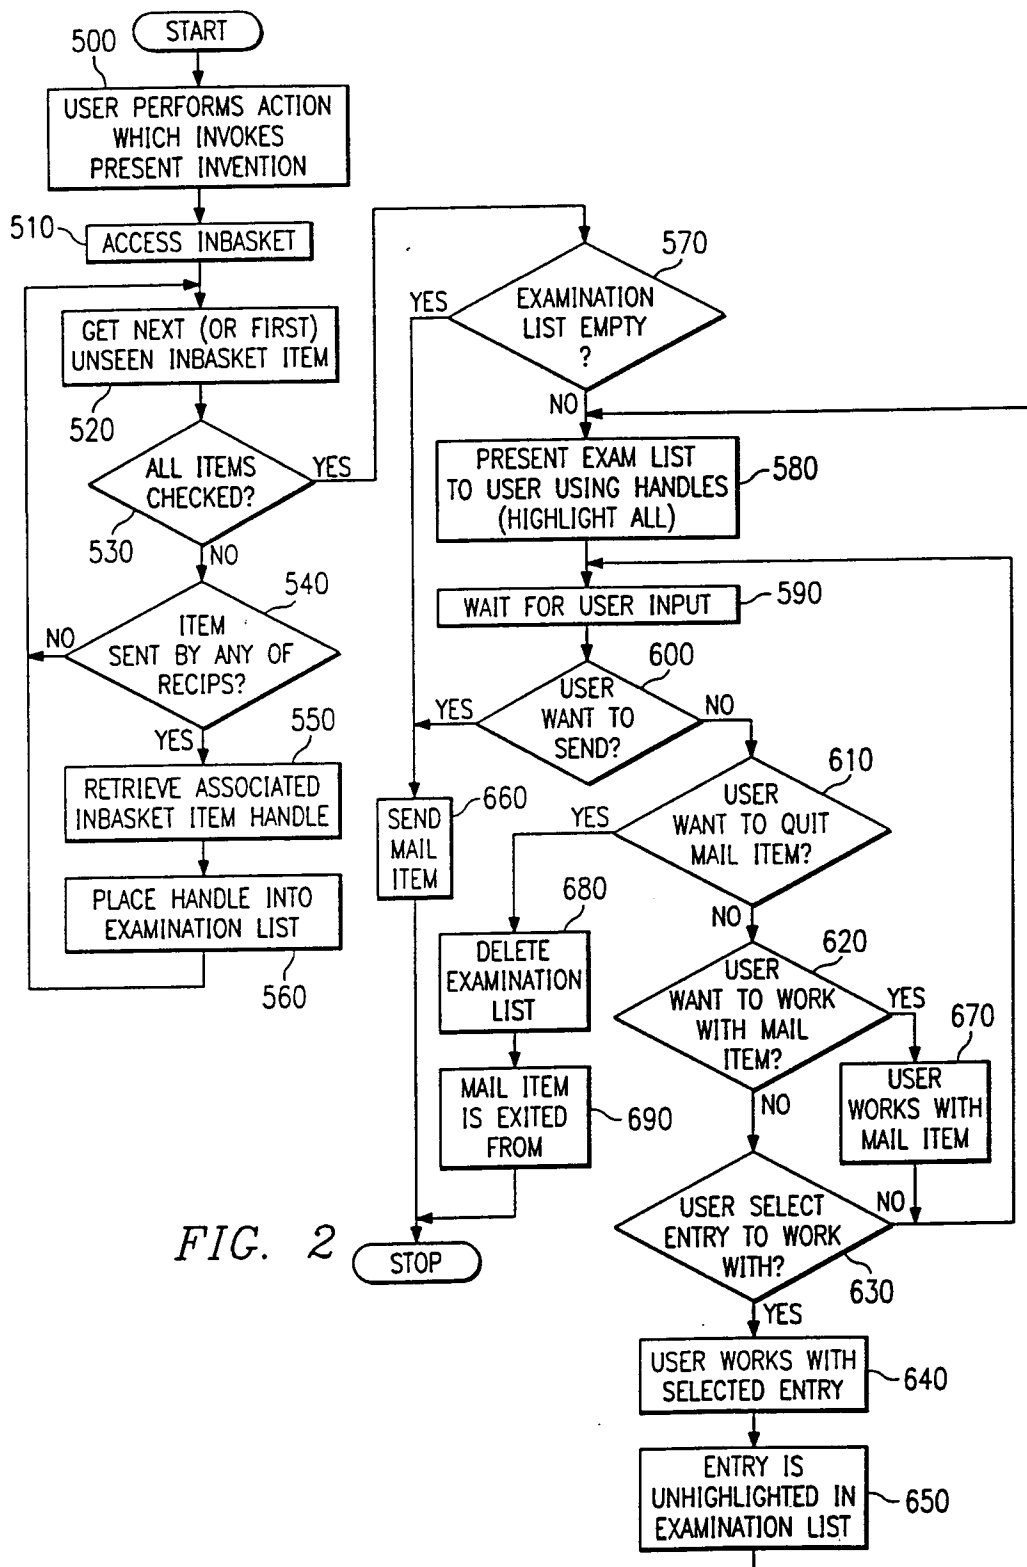 START
500
USER PERFORMS ACTION
WHICH INVOKES
PRESENT INVENTION
510
ACCESS INBASKET
GET NEXT (OR FIRST)
UNSEEN INBASKET ITEM
520
ALL ITEMS
CHECKED?
YES
530
NO
540
ITEM
SENT BY ANY OF
RECIPS?
NO
YES
550
RETRIEVE ASSOCIATED
INBASKET ITEM HANDLE
PLACE HANDLE INTO
EXAMINATION LIST
560
570
EXAMINATION
LIST EMPTY
?
YES
NO
PRESENT EXAM LIST
TO USER USING HANDLES
(HIGHLIGHT ALL)
580
WAIT FOR USER INPUT
590
600
USER
WANT TO
SEND?
YES
NO
660
SEND
MAIL
ITEM
610
USER
WANT TO QUIT
MAIL ITEM?
YES
NO
680
DELETE
EXAMINATION
LIST
MAIL ITEM
IS EXITED
FROM
690
620
USER
WANT TO WORK
WITH MAIL
ITEM?
YES
NO
670
USER
WORKS WITH
MAIL ITEM
USER SELECT
ENTRY TO WORK
WITH?
NO
630
YES
FIG. 2
STOP
USER WORKS WITH
SELECTED ENTRY
640
ENTRY IS
UNHIGHLIGHTED IN
EXAMINATION LIST
650